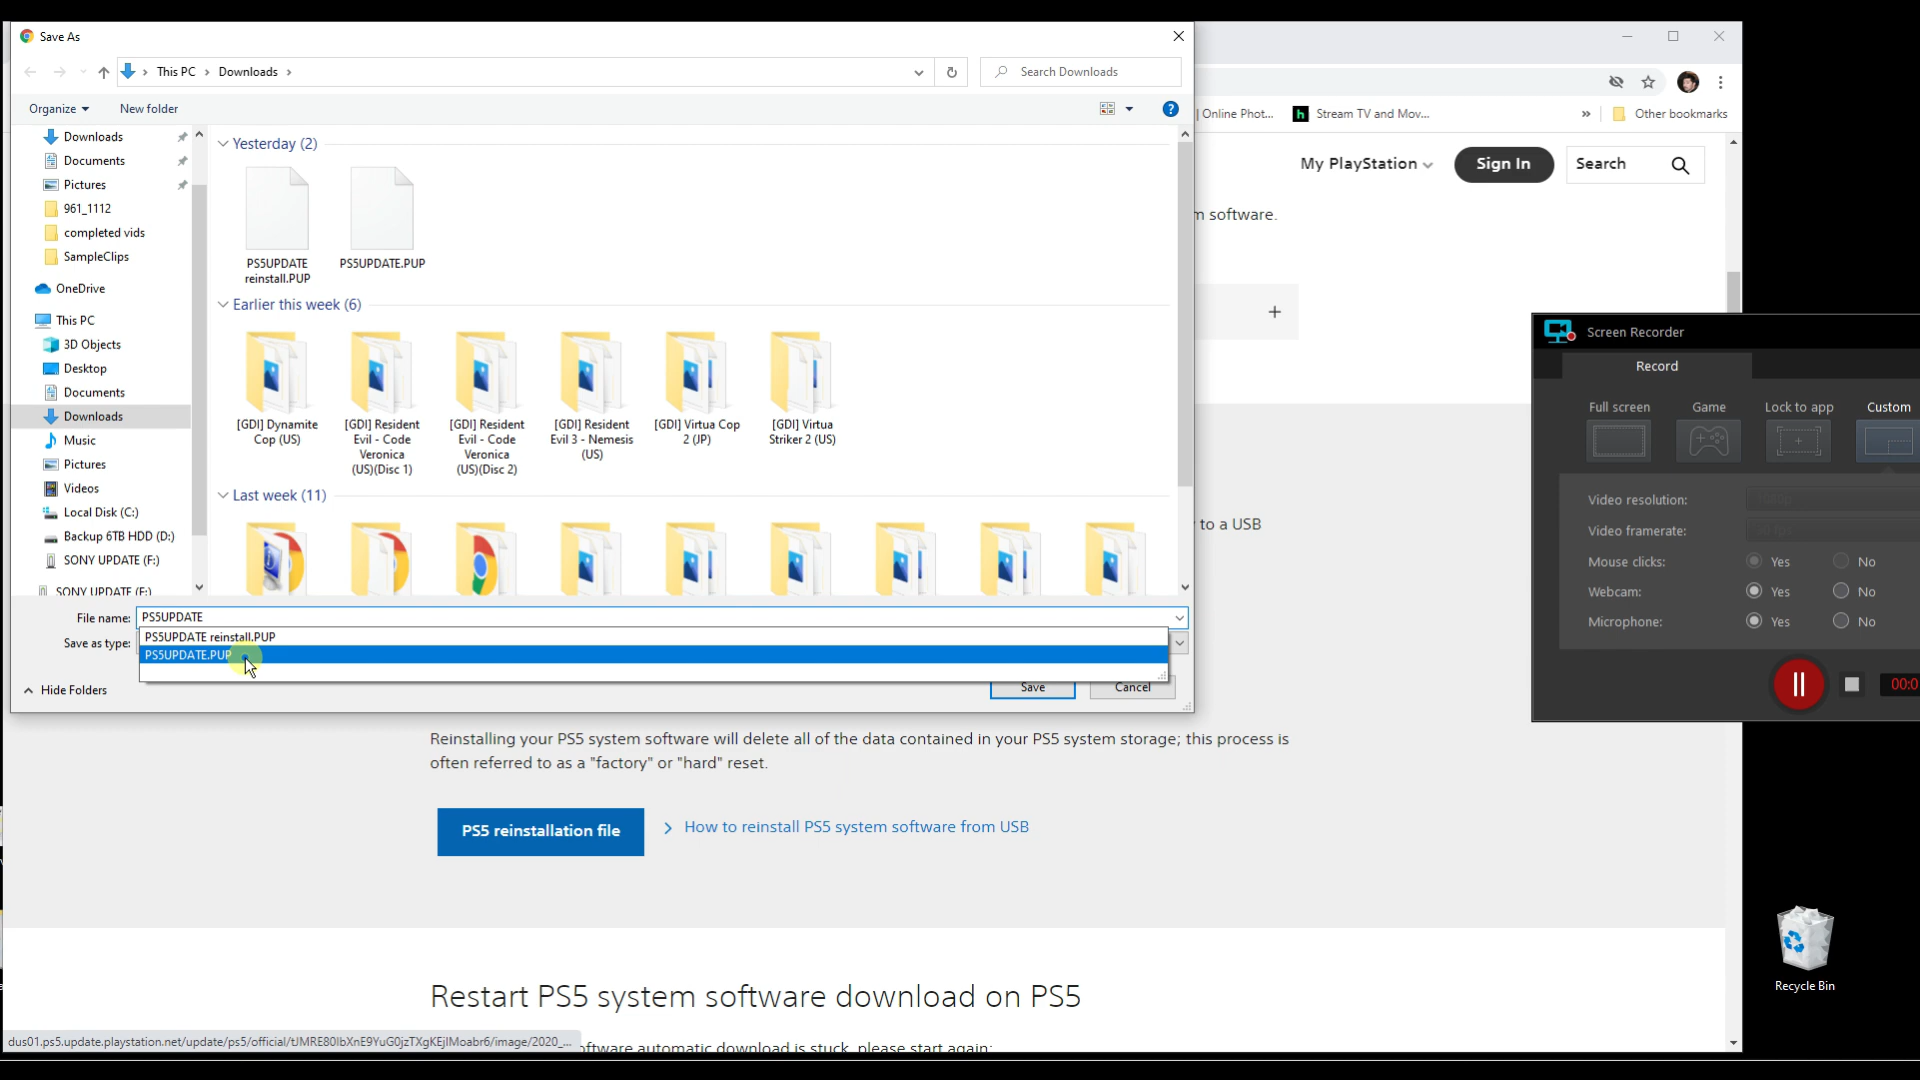 Save As
This PC
Downloads
Search Downloads
Organize
New folder
Downloads
Documents
Pictures
961_1112
completed vids
SampleClips
OneDrive
This PC
3D Objects
Desktop
Documents
Downloads
Music
Pictures
Videos
Local Disk (C:)
Backup 6TB HDD (D:)
SONY UPDATE (F:)
SONY UPDATE (F:)
Yesterday (2)
PS5UPDATE
reinstall.PUP
PS5UPDATE.PUP
Earlier this week (6)
[GDI] Dynamite
Cop (US)
[GDI] Resident
Evil - Code
Veronica
(US)(Disc 1)
[GDI] Resident
Evil - Code
Veronica
(US)(Disc 2)
[GDI] Resident
Evil 3 - Nemesis
(US)
[GDI] Virtua Cop
2 (JP)
[GDI] Virtua
Striker 2 (US)
Last week (11)
File name: PS5UPDATE
PS5UPDATE reinstall.PUP
Save as type:
PS5UPDATE.PUP
Hide Folders
Save
Cancel
| Online Phot...
h
Stream TV and Mov...
»
Other bookmarks
My PlayStation
Sign In
Search
software.
+
to a USB
Reinstalling your PS5 system software will delete all of the data contained in your PS5 system storage; this process is
often referred to as a "factory" or "hard" reset.
PS5 reinstallation file
How to reinstall PS5 system software from USB
Restart PS5 system software download on PS5
software automatic download is stuck, please start again:
Screen Recorder
Record
Full screen
Game
Lock to app
Custom
Video resolution:
Video framerate:
Mouse clicks:
Yes
No
Webcam:
Yes
No
Microphone:
Yes
No
00:0
Recycle Bin